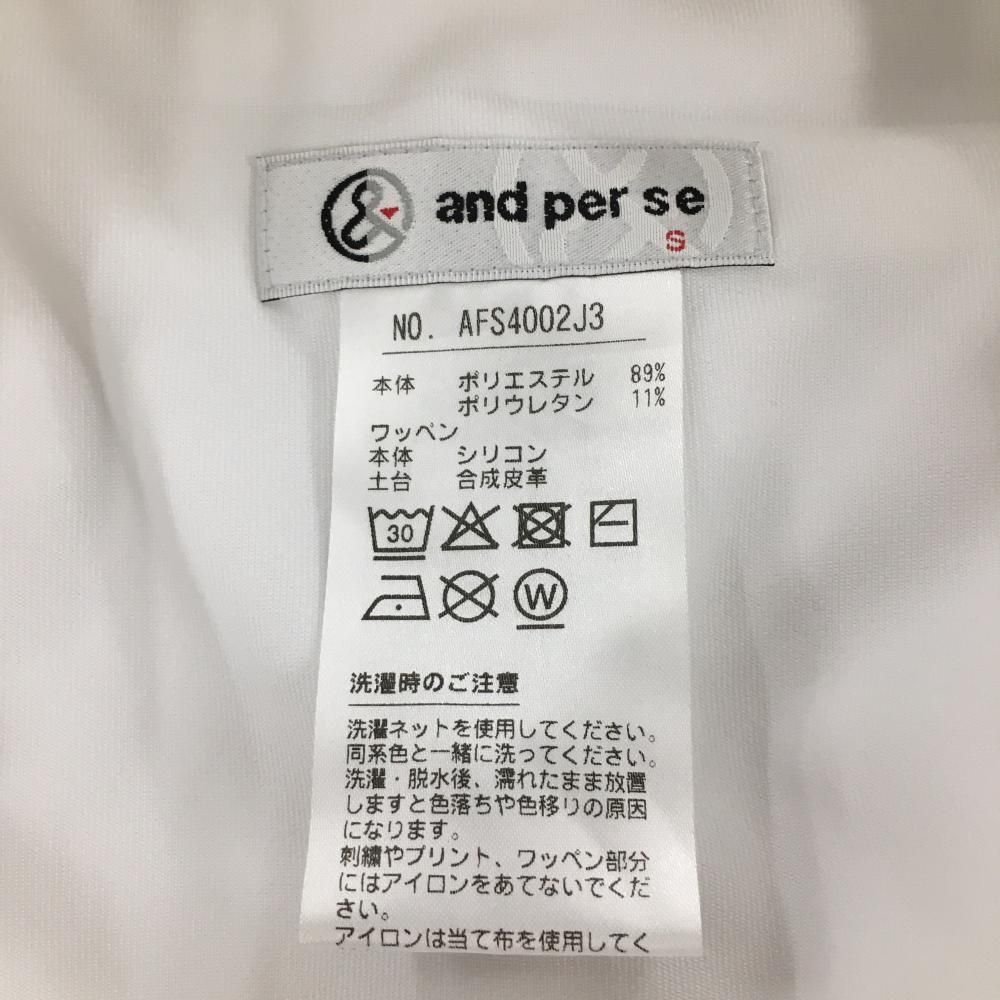 and per se
S
NO. AFS4002J3
本体 ポリエステル 89%
ポリウレタン 11%
ワッペン
本体 シリコン
土台 合成皮革
30
W
洗濯時のご注意
洗濯ネットを使用してください。
同系色と一緒に洗ってください。
洗濯・脱水後、濡れたまま放置
しますと色落ちや色移りの原因
になります。
刺繍やプリント、ワッペン部分
にはアイロンをあてないでくだ
さい。
アイロンは当て布を使用してく